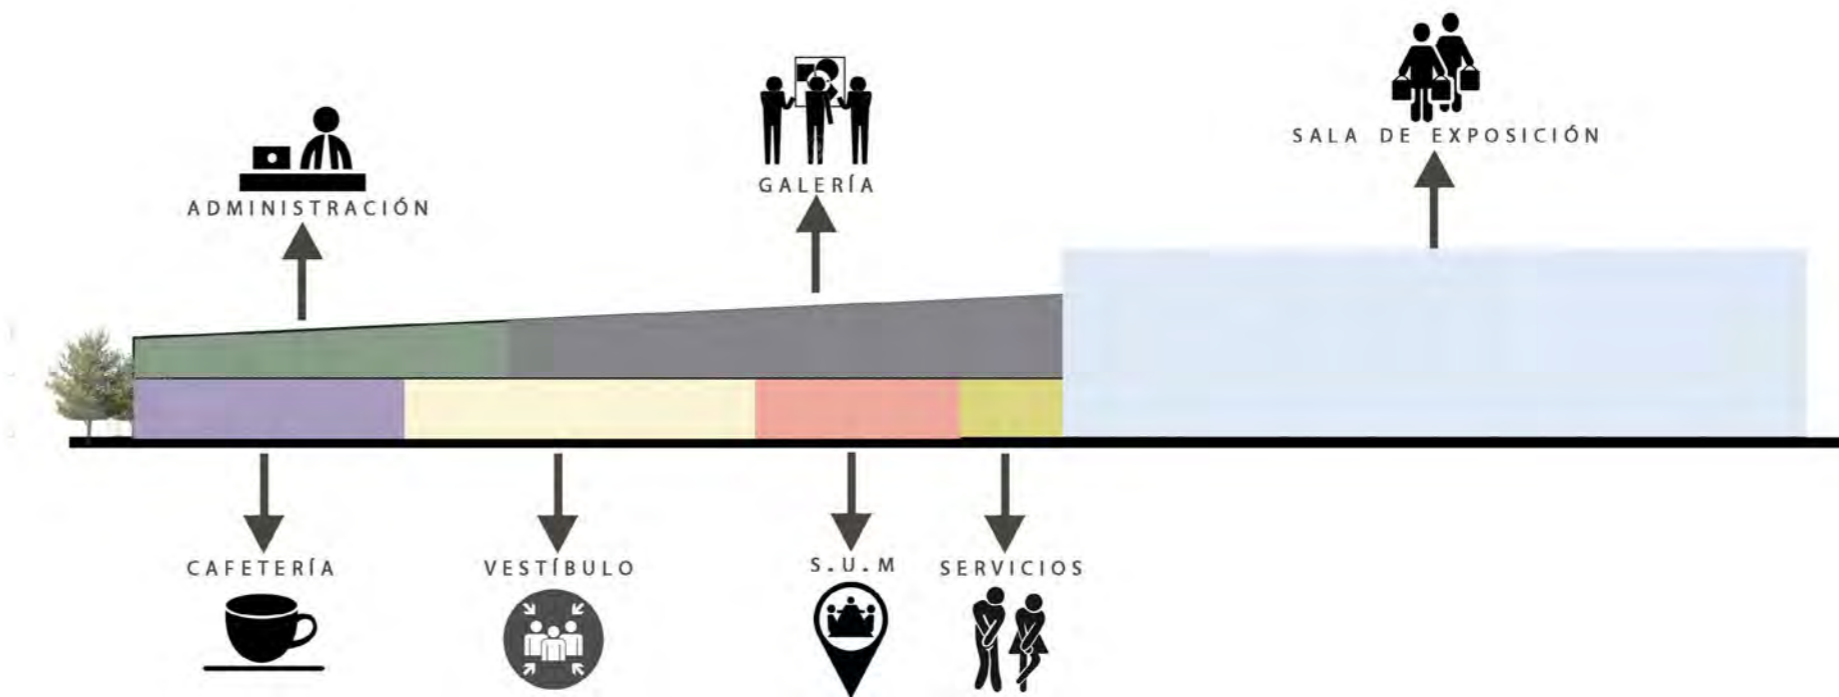 SALA DE EXPOSICIÓN
GALERÍA
ADMINISTRACIÓN
CAFETERÍA
VESTÍBULO
S.U.M
SERVICIOS